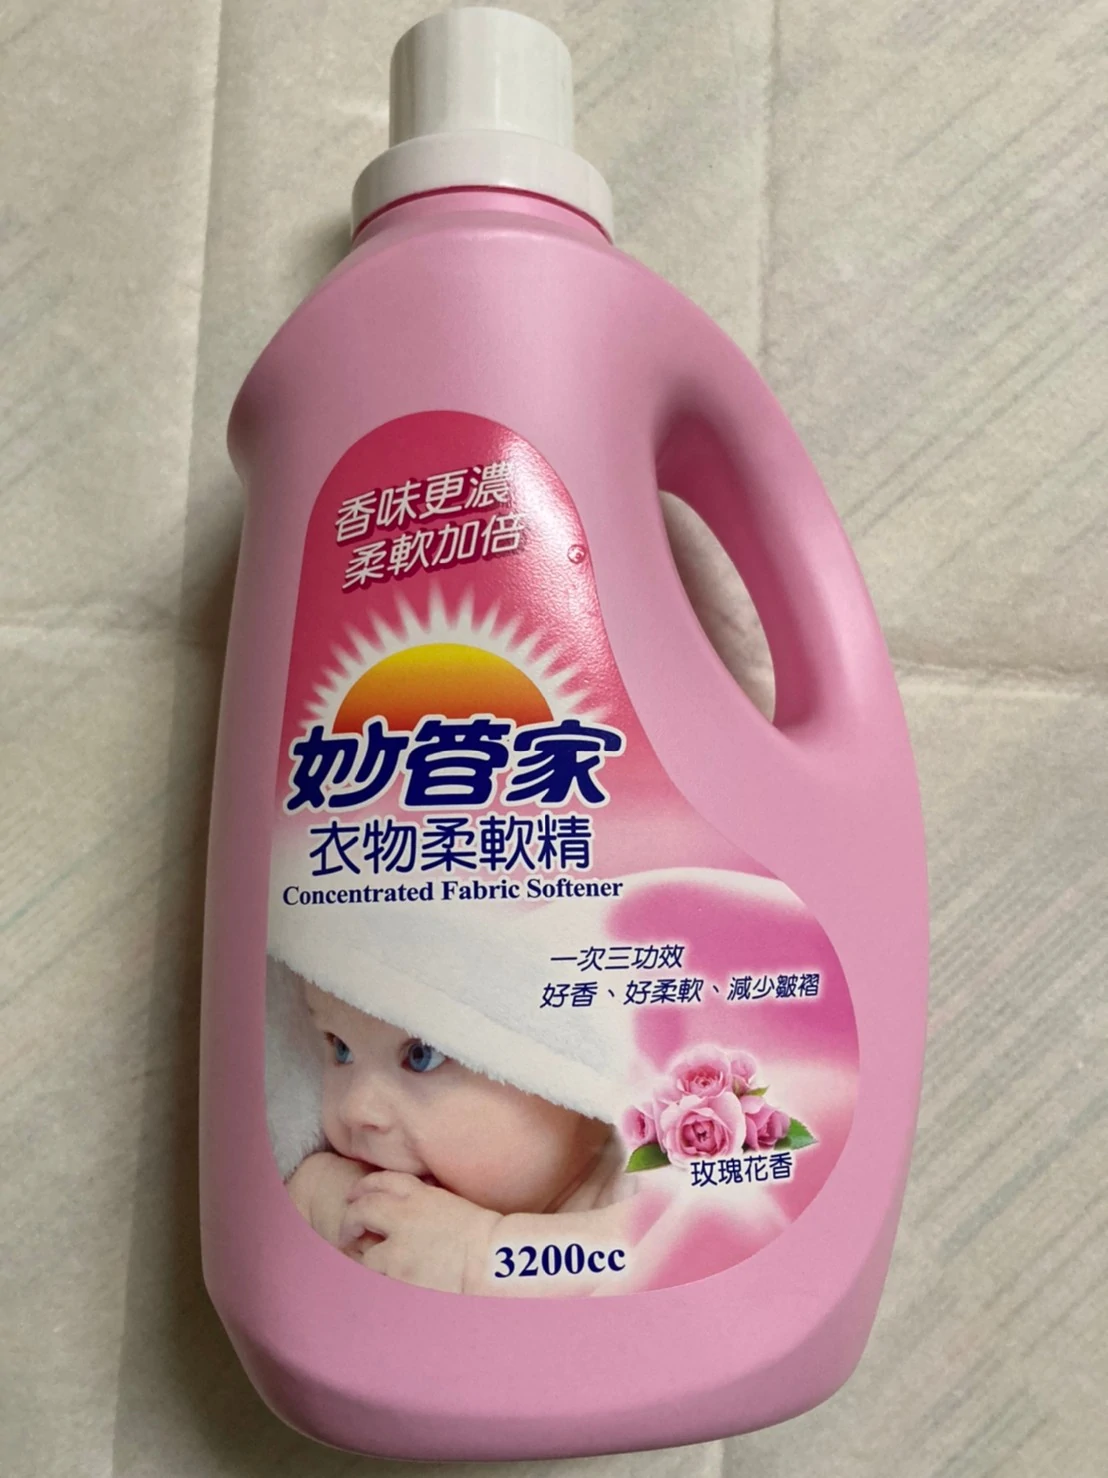 香味更濃
柔軟加倍
妙管家
衣物柔軟精
Concentrated Fabric Softener
一次三功效
好香、好柔軟、減少皺褶
玫瑰花香
3200cc